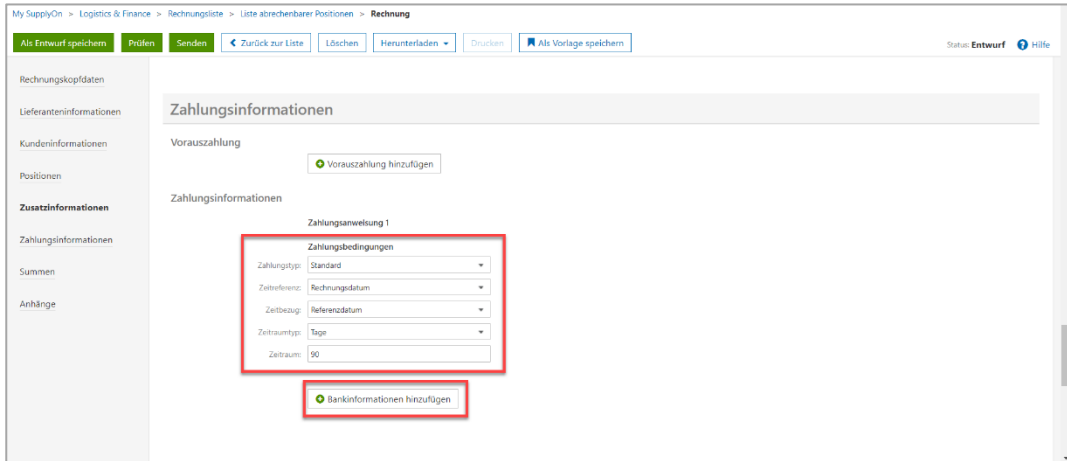 My SupplyOn > Logistics & Finance > Rechnungsliste > Liste abrechenbarer Positionen > Rechnung
Als Entwurf speichern Prüfen Senden Zurück zur Liste Löschen Herunterladen Drucken Als Vorlage speichern Status: Entwurf Hilfe
Rechnungskopfdaten
Lieferanteninformationen
Kundeninformationen
Positionen
Zusatzinformationen
Zahlungsinformationen
Summen
Anhänge
Zahlungsinformationen
Vorauszahlung
Vorauszahlung hinzufügen
Zahlungsinformationen
Zahlungsanweisung 1
Zahlungsbedingungen
Zahlungstyp: Standard
Zeitreferenz: Rechnungsdatum
Zeitbezug: Referenzdatum
Zeitraumtyp: Tage
Zeitraum: 90
Bankinformationen hinzufügen